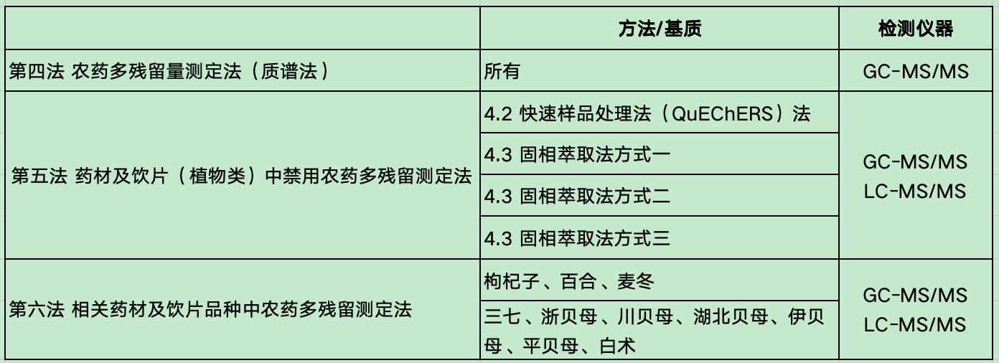 方法/基质
检测仪器
第四法 农药多残留量测定法（质谱法）
所有
GC-MS/MS
第五法 药材及饮片（植物类）中禁用农药多残留测定法
4.2 快速样品处理法（QuEChERS）法
4.3 固相萃取法方式一
4.3 固相萃取法方式二
4.3 固相萃取法方式三
GC-MS/MS
LC-MS/MS
第六法 相关药材及饮片品种中农药多残留测定法
枸杞子、百合、麦冬
三七、浙贝母、川贝母、湖北贝母、伊贝
母、平贝母、白术
GC-MS/MS
LC-MS/MS